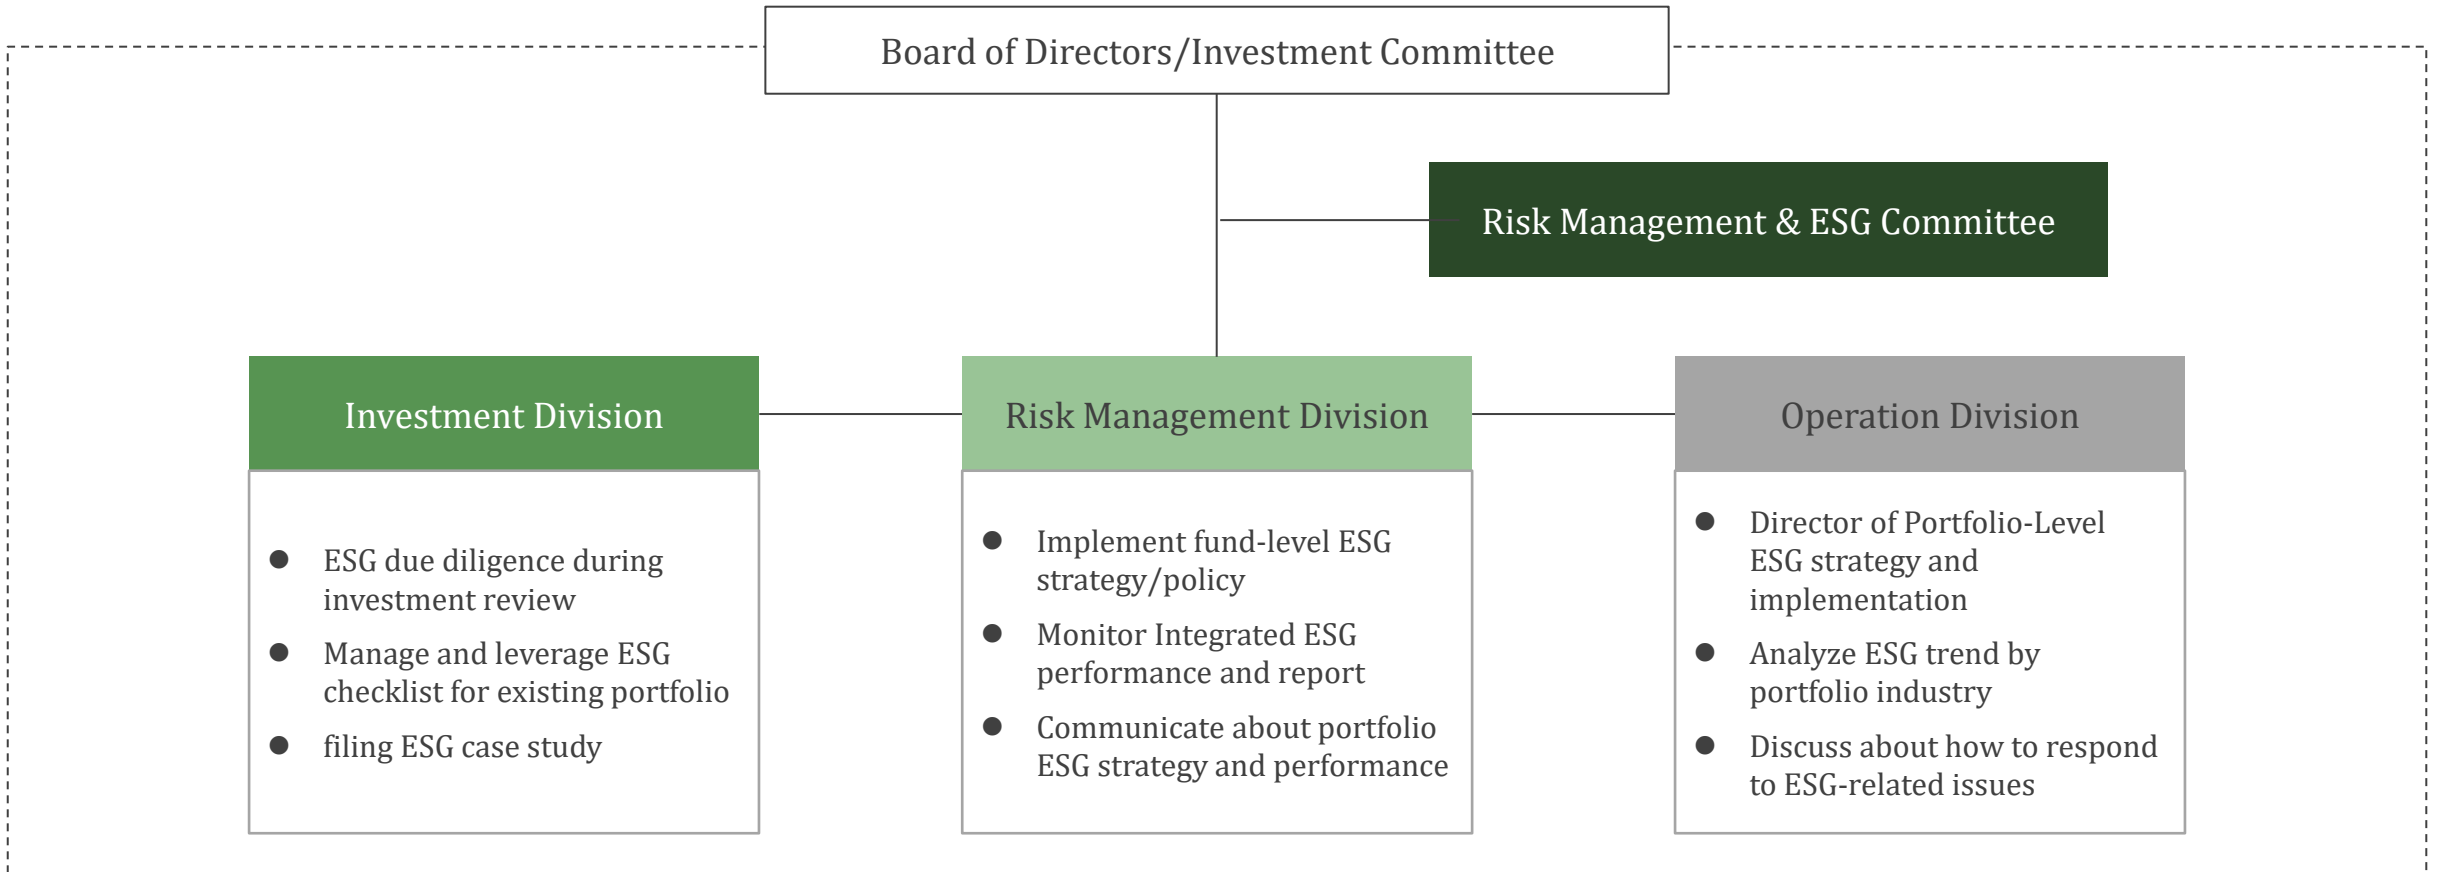 Board of Directors/Investment Committee
Risk Management & ESG Committee
Investment Division
● ESG due diligence during
investment review
● Manage and leverage ESG
checklist for existing portfolio
● filing ESG case study
Risk Management Division
● Implement fund-level ESG
strategy/policy
● Monitor Integrated ESG
performance and report
● Communicate about portfolio
ESG strategy and performance
Operation Division
● Director of Portfolio-Level
ESG strategy and
implementation
● Analyze ESG trend by
portfolio industry
● Discuss about how to respond
to ESG-related issues